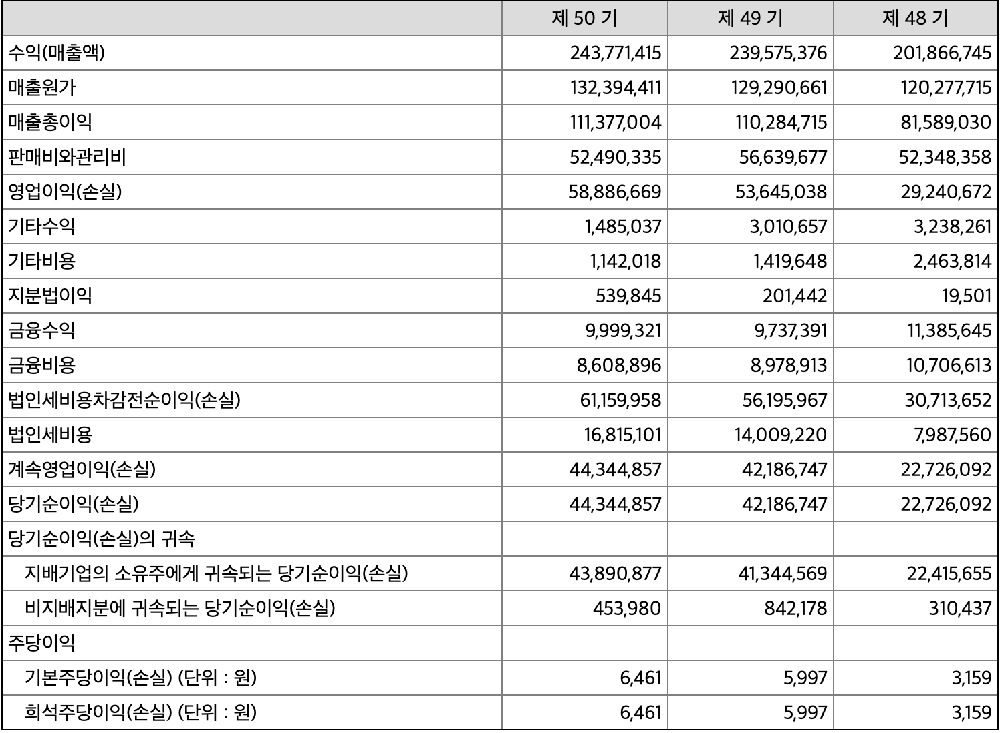 제 50 기 제 49 기 제 48 기
수익(매출액) 243,771,415 239,575,376 201,866,745
매출원가 132,394,411 129,290,661 120,277,715
매출총이익 111,377,004 110,284,715 81,589,030
판매비와관리비 52,490,335 56,639,677 52,348,358
영업이익(손실) 58,886,669 53,645,038 29,240,672
기타수익 1,485,037 3,010,657 3,238,261
기타비용 1,142,018 1,419,648 2,463,814
지분법이익 539,845 201,442 19,501
금융수익 9,999,321 9,737,391 11,385,645
금융비용 8,608,896 8,978,913 10,706,613
법인세비용차감전순이익(손실) 61,159,958 56,195,967 30,713,652
법인세비용 16,815,101 14,009,220 7,987,560
계속영업이익(손실) 44,344,857 42,186,747 22,726,092
당기순이익(손실) 44,344,857 42,186,747 22,726,092
당기순이익(손실)의 귀속
지배기업의 소유주에게 귀속되는 당기순이익(손실) 43,890,877 41,344,569 22,415,655
비지배지분에 귀속되는 당기순이익(손실) 453,980 842,178 310,437
주당이익
기본주당이익(손실) (단위 : 원) 6,461 5,997 3,159
희석주당이익(손실) (단위 : 원) 6,461 5,997 3,159